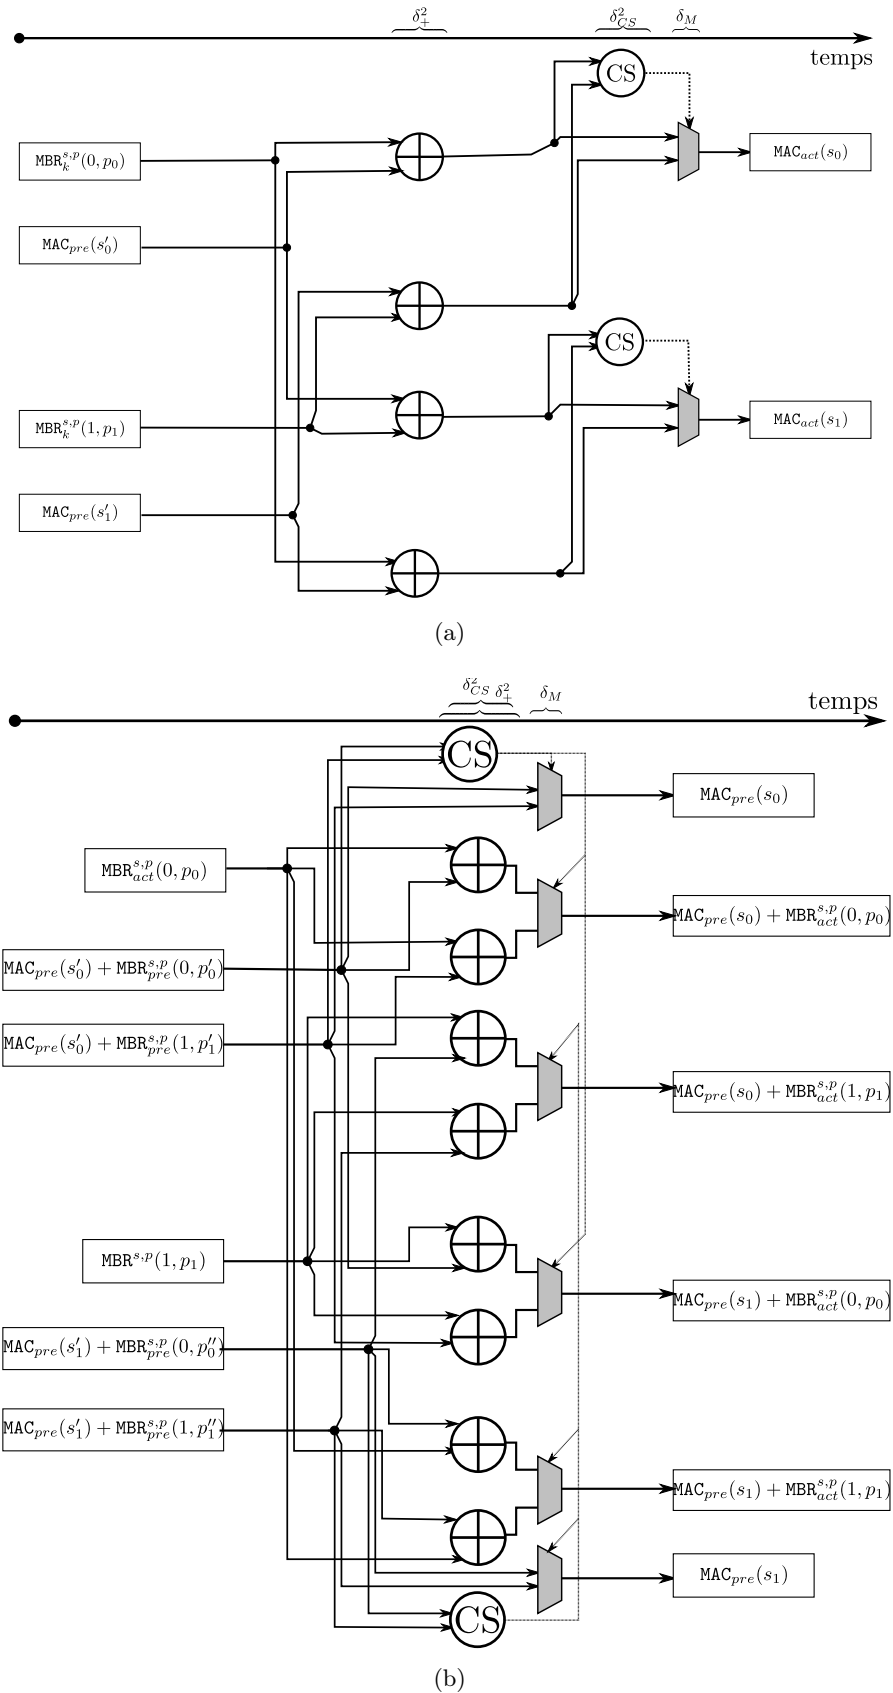 δ²₊ δ²_CS δ_M
temps
CS
MBR^{s,p}_k(0, p₀)
MAC_act(s₀)
MAC_pre(s′₀)
CS
MBR^{s,p}_k(1, p₁)
MAC_act(s₁)
MAC_pre(s′₁)
(a)
δ²_CS δ²₊ δ_M
temps
CS
MAC_pre(s₀)
MBR^{s,p}_act(0, p₀)
MAC_pre(s₀) + MBR^{s,p}_act(0, p₀)
MAC_pre(s′₀) + MBR^{s,p}_pre(0, p′₀)
MAC_pre(s′₀) + MBR^{s,p}_pre(1, p′₁)
MAC_pre(s₀) + MBR^{s,p}_act(1, p₁)
MBR^{s,p}(1, p₁)
MAC_pre(s₁) + MBR^{s,p}_act(0, p₀)
MAC_pre(s′₁) + MBR^{s,p}_pre(0, p″₀)
MAC_pre(s′₁) + MBR^{s,p}_pre(1, p″₁)
MAC_pre(s₁) + MBR^{s,p}_act(1, p₁)
MAC_pre(s₁)
CS
(b)